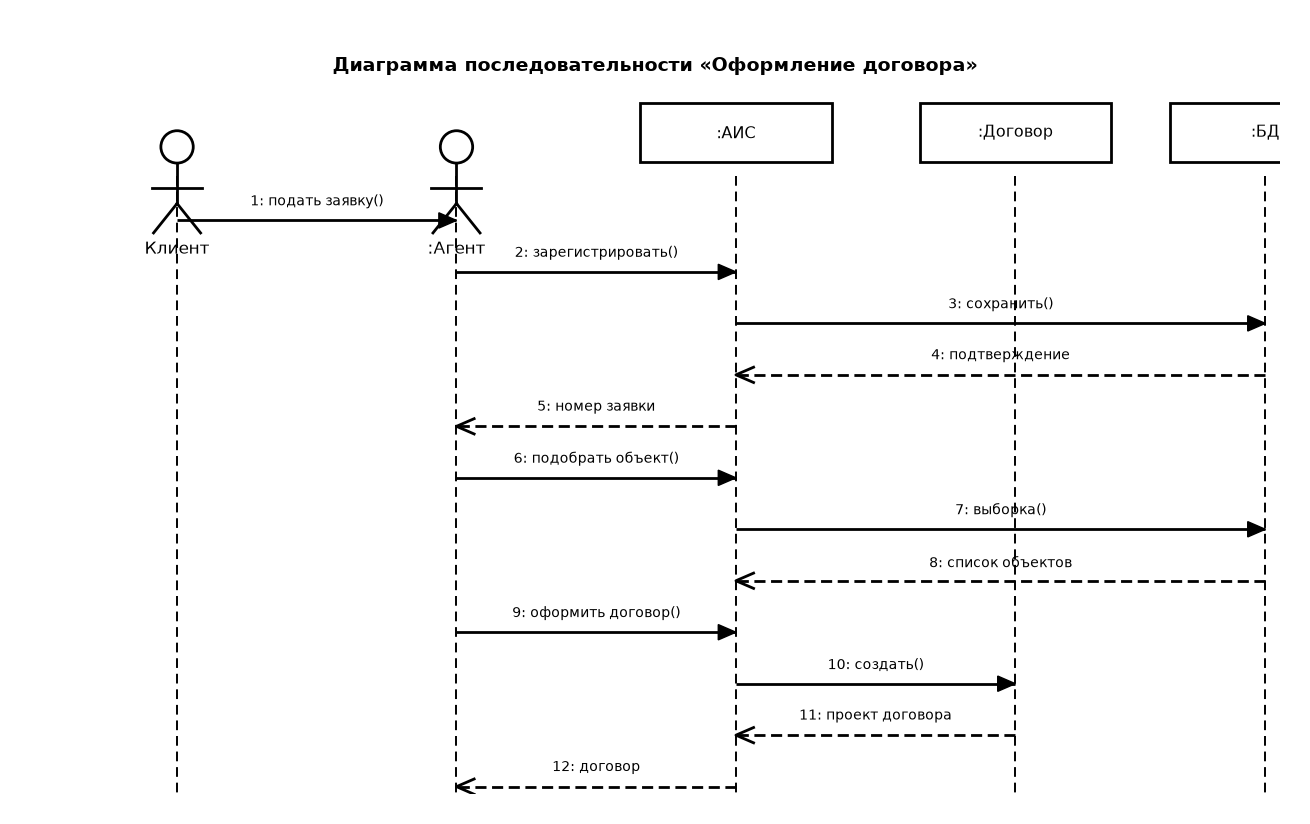 Диаграмма последовательности «Оформление договора»
:АИС
:Договор
:БД
Клиент
:Агент
1: подать заявку()
2: зарегистрировать()
3: сохранить()
4: подтверждение
5: номер заявки
6: подобрать объект()
7: выборка()
8: список объектов
9: оформить договор()
10: создать()
11: проект договора
12: договор